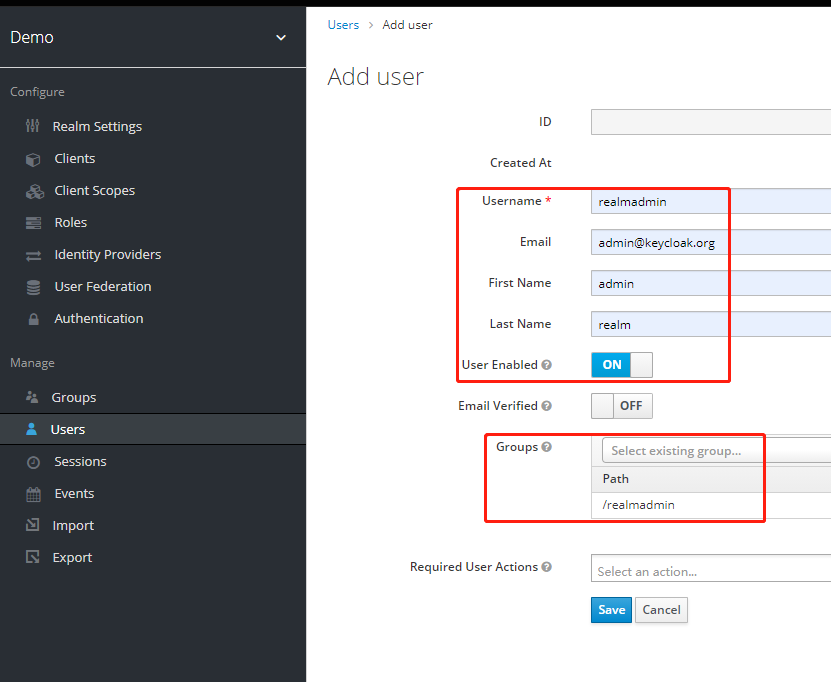 Demo
Configure
Realm Settings
Clients
Client Scopes
Roles
Identity Providers
User Federation
Authentication
Manage
Groups
Users
Sessions
Events
Import
Export
Users > Add user
Add user
ID
Created At
Username * realmadmin
Email admin@keycloak.org
First Name admin
Last Name realm
User Enabled ON
Email Verified OFF
Groups Select existing group...
Path
/realmadmin
Required User Actions Select an action...
Save Cancel